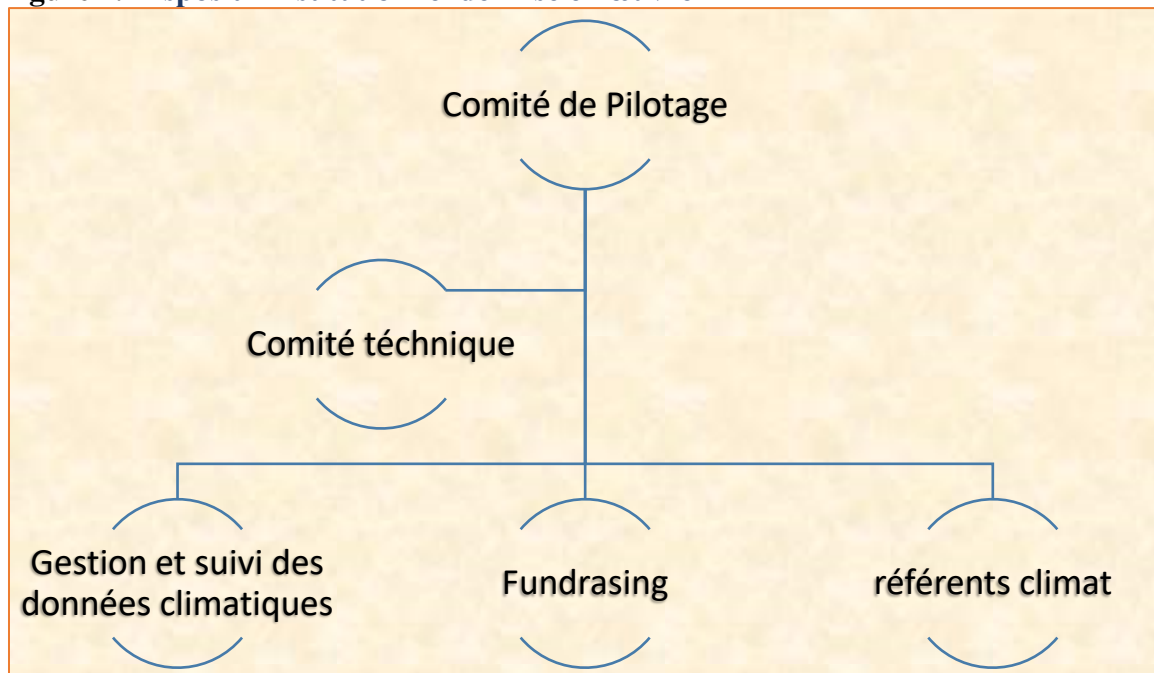 Comité de Pilotage
Comité téchnique
Gestion et suivi des
données climatiques
Fundrasing
référents climat